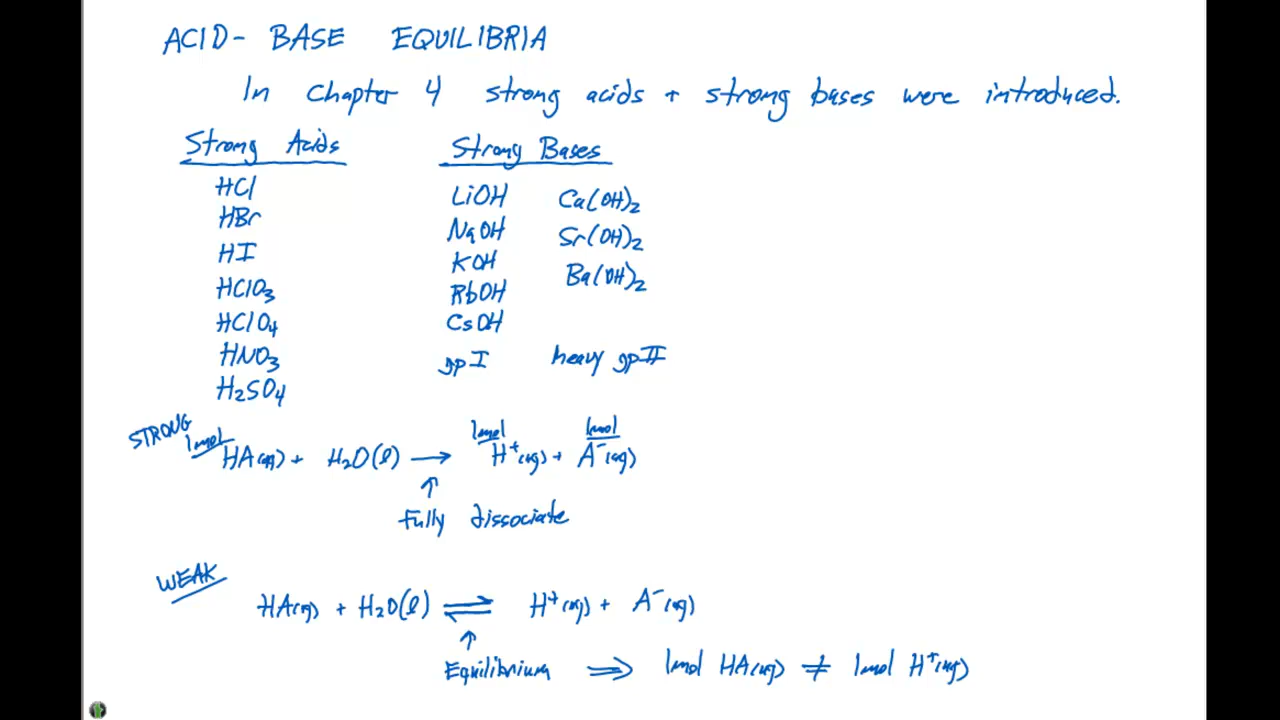 ACID-BASE EQUILIBRIA
In Chapter 4 strong acids + strong bases were introduced.
Strong Acids Strong Bases
HCl LiOH Ca(OH)₂
HBr NaOH Sr(OH)₂
HI KOH Ba(OH)₂
HClO₃ RbOH
HClO₄ CsOH
HNO₃ gp I heavy gp II
H₂SO₄
STRONG 1mol 1mol 1mol
HA(aq) + H₂O(l) → H⁺(aq) + A⁻(aq)
↑
Fully dissociate
WEAK
HA(aq) + H₂O(l) ⇌ H⁺(aq) + A⁻(aq)
↑
Equilibrium ⇒ 1mol HA(aq) ≠ 1mol H⁺(aq)